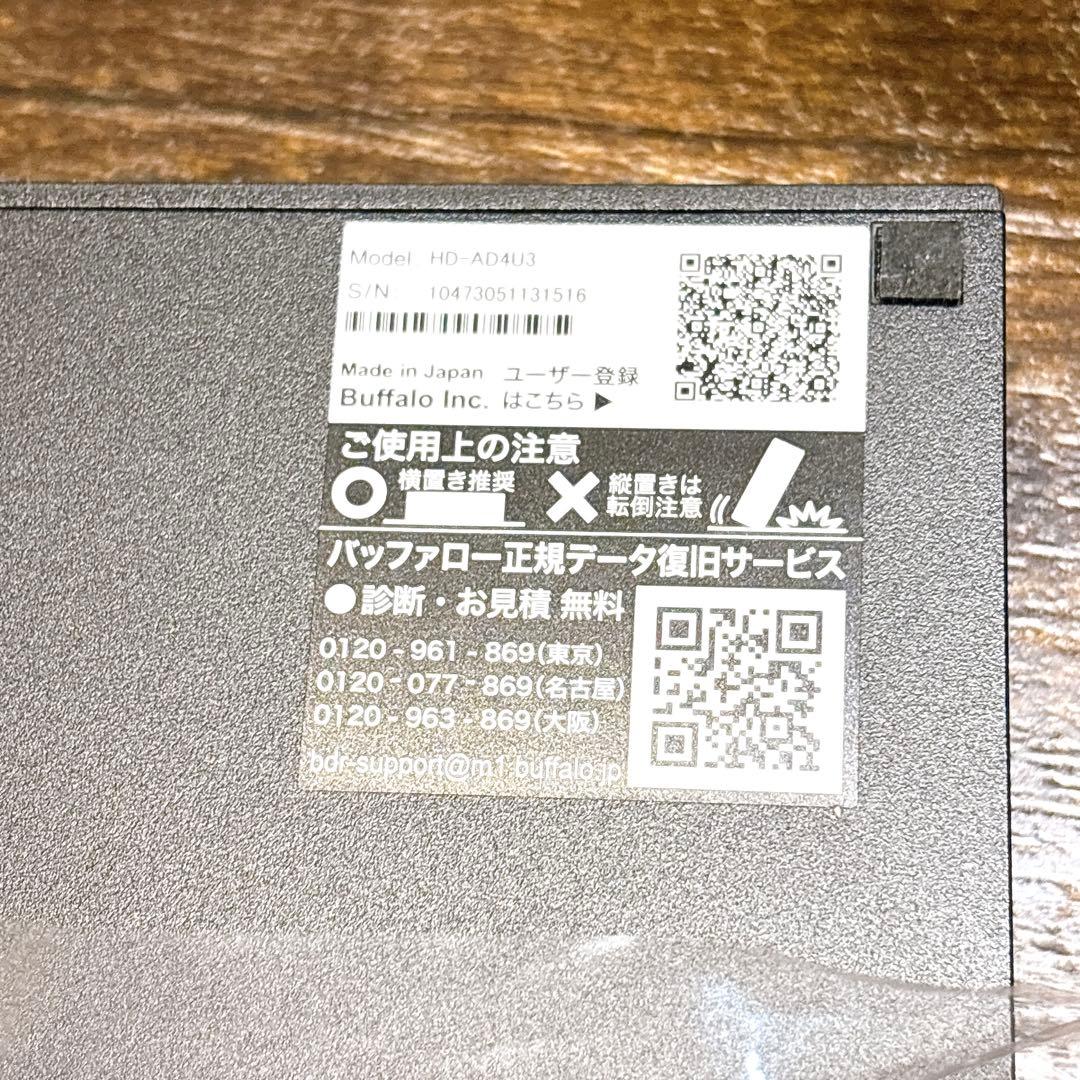 Model HD-AD4U3
S/N: 10473051131516
Made in Japan ユーザー登録
Buffalo Inc. はこちら ▶
ご使用上の注意
横置き推奨
縦置きは
転倒注意
バッファロー正規データ復旧サービス
●診断・お見積 無料
0120-961-869(東京)
0120-077-869(名古屋)
0120-963-869(大阪)
bdr-support@m1.buffalo.jp